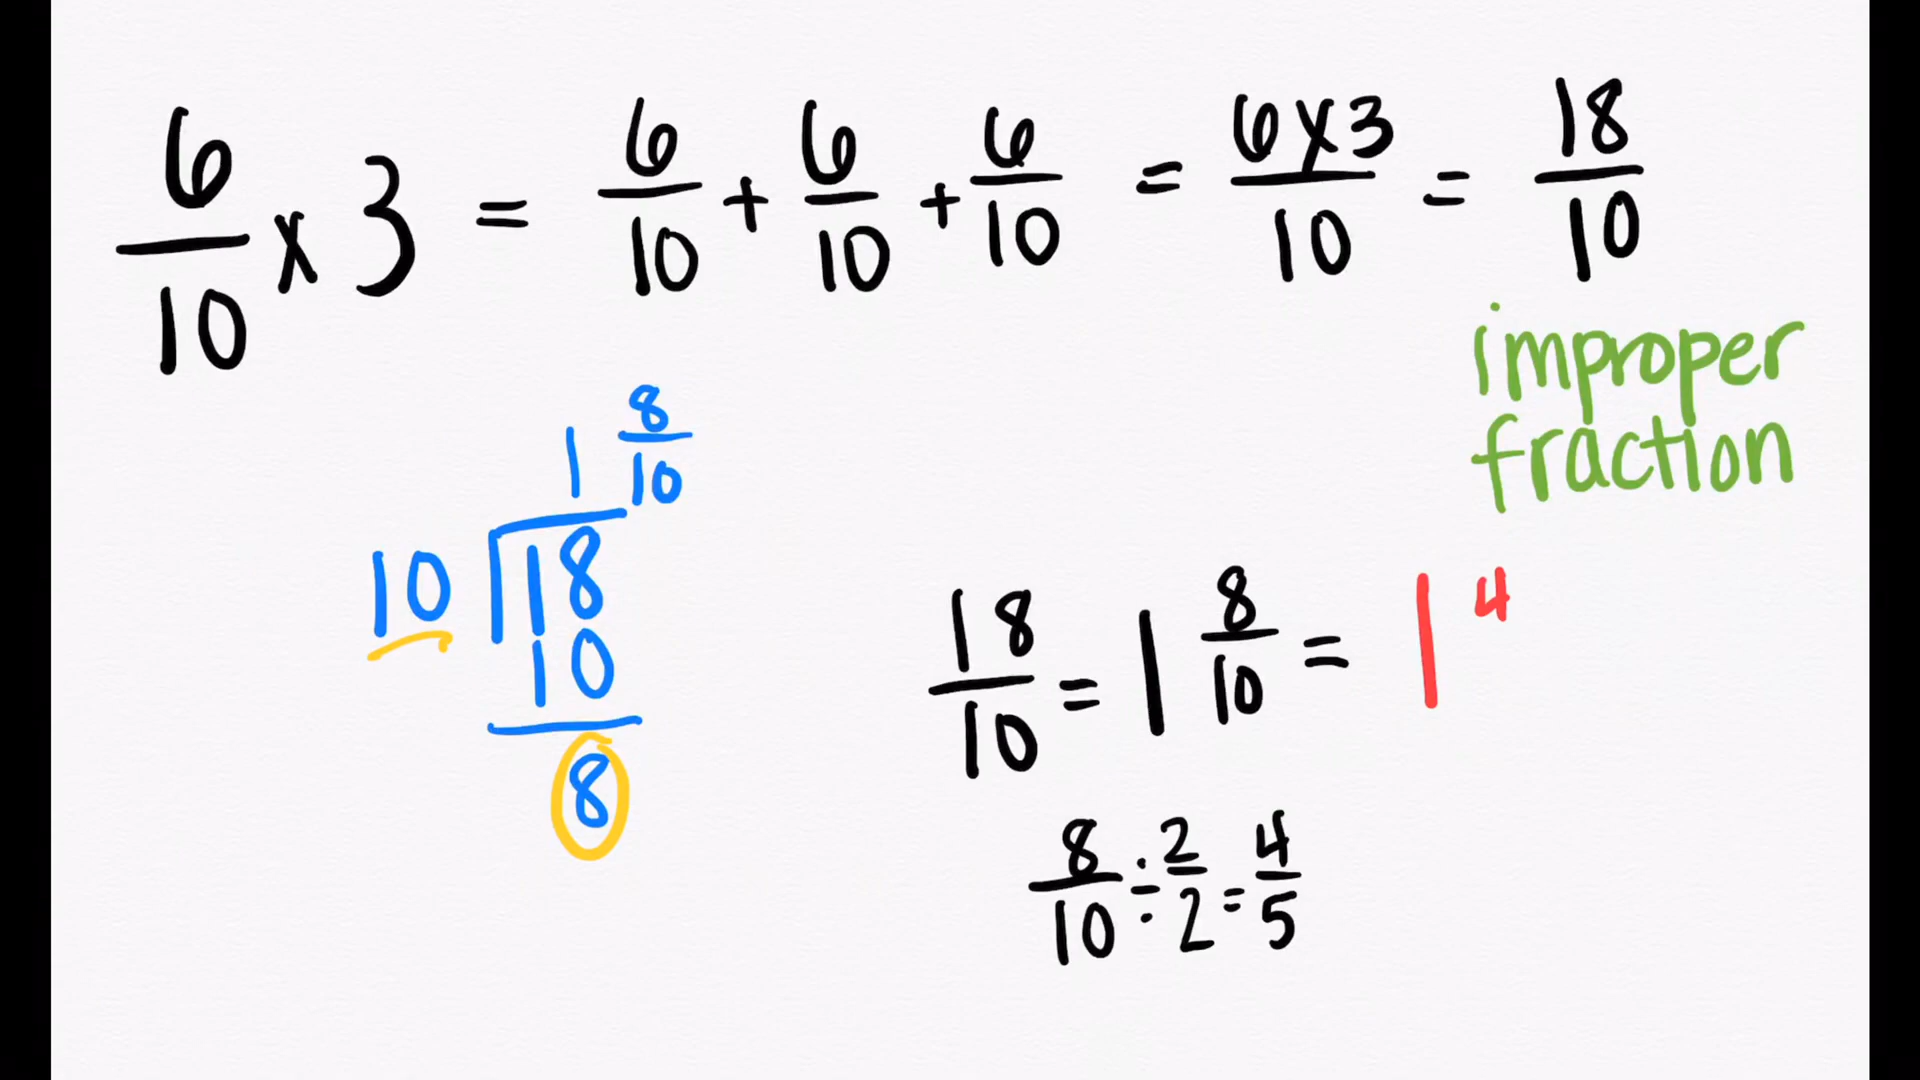 6/10 x 3 = 6/10 + 6/10 + 6/10 = 6x3/10 = 18/10
improper
fraction
1 8/10
10 18
10
8
18/10 = 1 8/10 = 1 4
8/10 ÷ 2/2 = 4/5